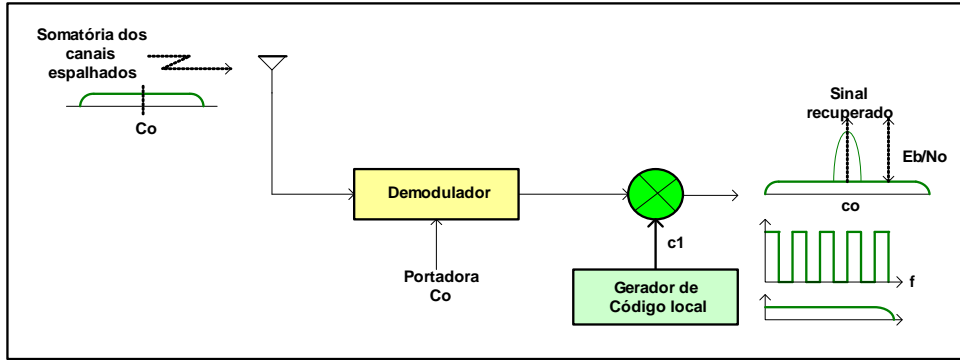 Somatória dos
canais
espalhados
Co
Demodulador
Portadora
Co
c1
Gerador de
Código local
Sinal
recuperado
Eb/No
co
f